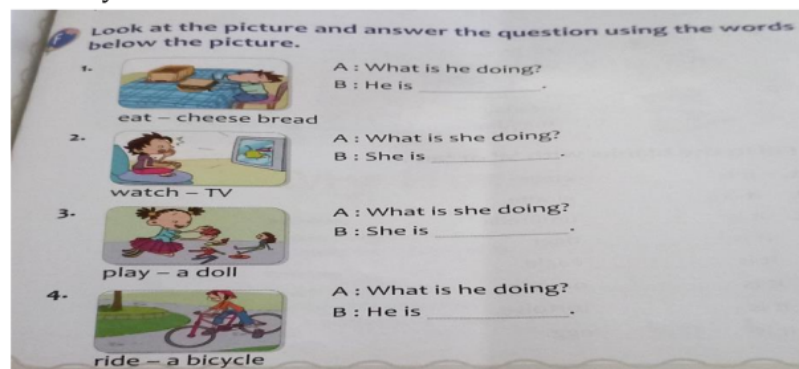 Look at the picture and answer the question using the words
below the picture.
1.
A : What is he doing?
B : He is ____________.
eat – cheese bread
2.
A : What is she doing?
B : She is ____________.
watch – TV
3.
A : What is she doing?
B : She is ____________.
play – a doll
4.
A : What is he doing?
B : He is ____________.
ride – a bicycle